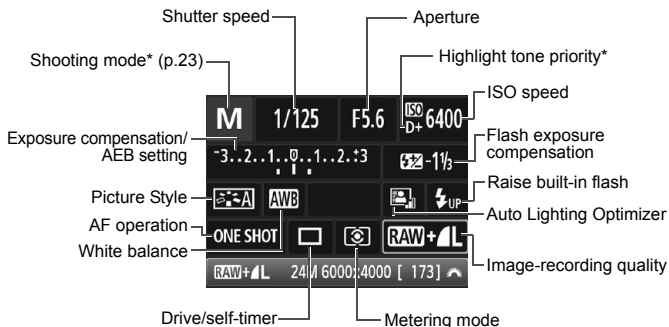 Shutter speed
Aperture
Shooting mode* (p.23)
Highlight tone priority*
ISO speed
M 1/125 F5.6 ISO D+ 6400
Exposure compensation/
AEB setting
-3..2..1..0..1..2.:+3 -1⅓
Flash exposure
compensation
Picture Style
A AWB UP
Raise built-in flash
Auto Lighting Optimizer
AF operation
White balance
ONE SHOT RAW+L
Image-recording quality
RAW+L 24M 6000x4000 [ 173]
Drive/self-timer
Metering mode